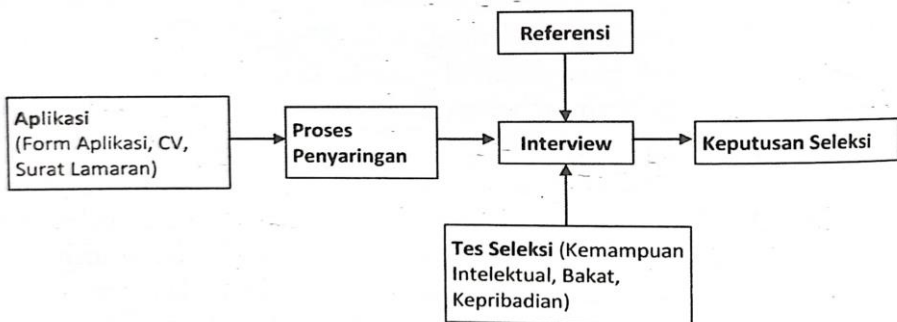 Referensi
Aplikasi
(Form Aplikasi, CV,
Surat Lamaran)
Proses
Penyaringan
Interview
Keputusan Seleksi
Tes Seleksi (Kemampuan
Intelektual, Bakat,
Kepribadian)